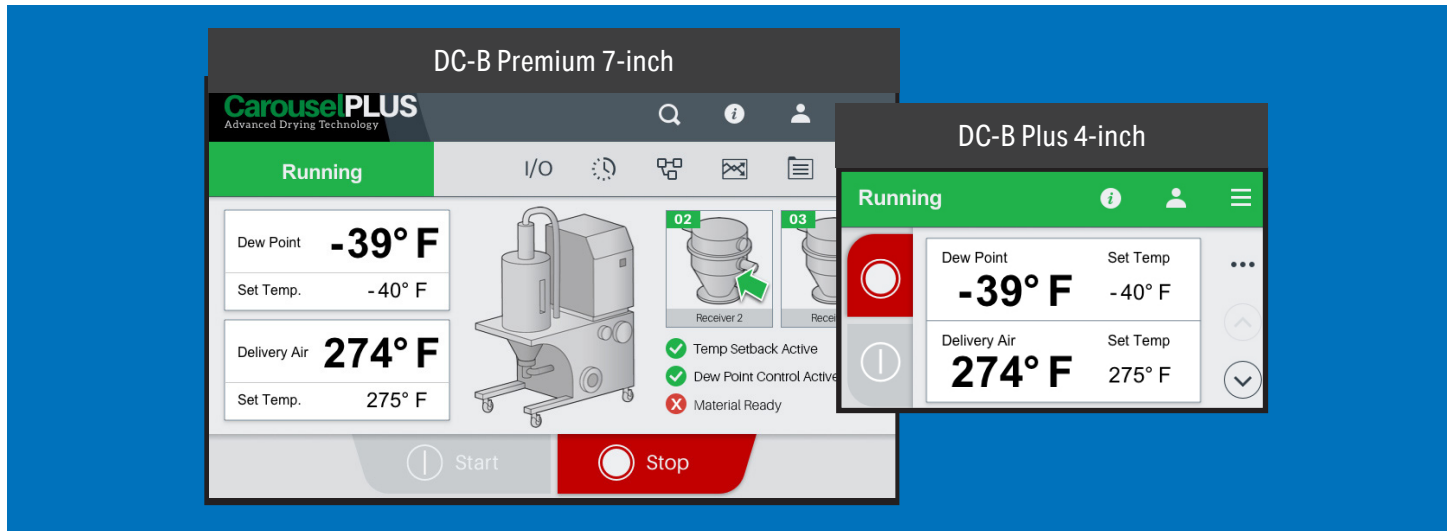 DC-B Premium 7-inch
CarouselPLUS
Advanced Drying Technology
Running
I/O
Dew Point -39° F
Set Temp. -40° F
Delivery Air 274° F
Set Temp. 275° F
02
03
Receiver 2
Temp Setback Active
Dew Point Control Active
Material Ready
Start
Stop
DC-B Plus 4-inch
Running
Dew Point Set Temp
-39° F -40° F
Delivery Air Set Temp
274° F 275° F